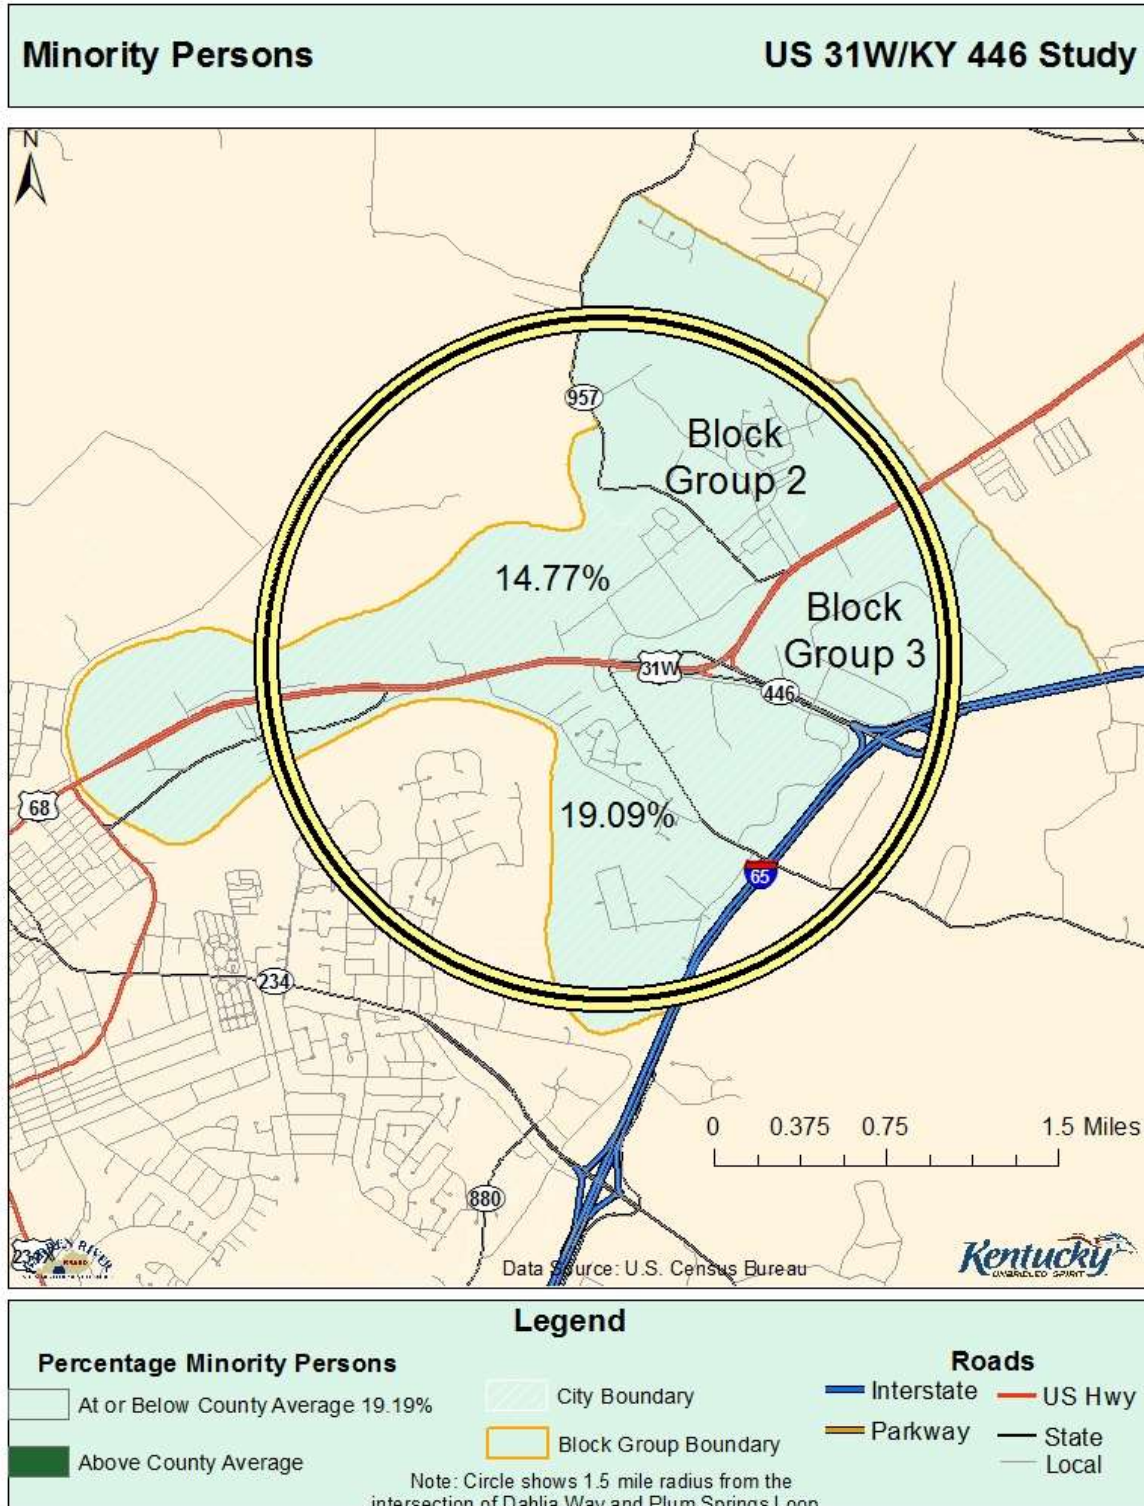 Minority Persons US 31W/KY 446 Study
N
957
Block
Group 2
14.77%
Block
Group 3
31W
446
68
19.09%
65
234
0 0.375 0.75 1.5 Miles
880
Data Source: U.S. Census Bureau
Kentucky
UNBRIDLED SPIRIT
Legend
Percentage Minority Persons
At or Below County Average 19.19%
Above County Average
City Boundary
Block Group Boundary
Roads
Interstate
US Hwy
Parkway
State
Local
Note: Circle shows 1.5 mile radius from the
intersection of Dahlia Way and Plum Springs Loop